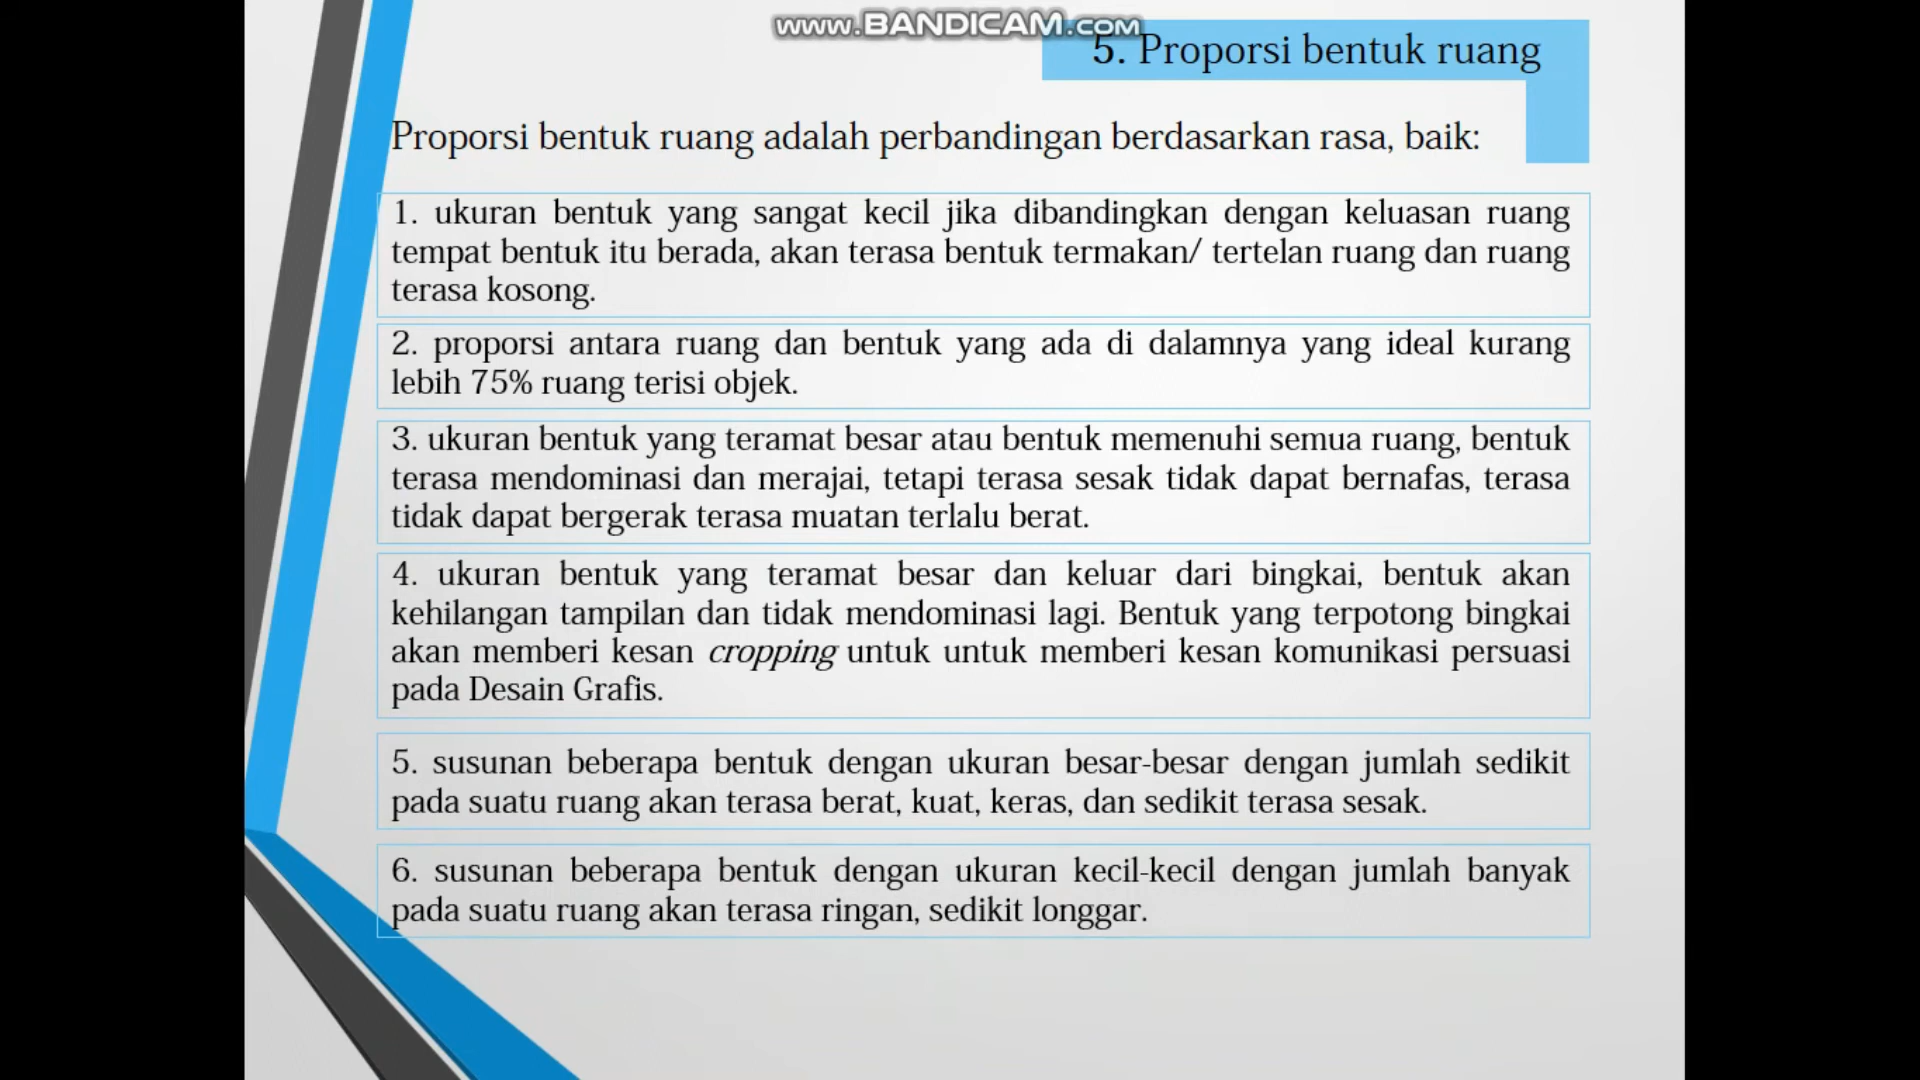 www.BANDICAM.com
5. Proporsi bentuk ruang
Proporsi bentuk ruang adalah perbandingan berdasarkan rasa, baik:
1. ukuran bentuk yang sangat kecil jika dibandingkan dengan keluasan ruang
tempat bentuk itu berada, akan terasa bentuk termakan/ tertelan ruang dan ruang
terasa kosong.
2. proporsi antara ruang dan bentuk yang ada di dalamnya yang ideal kurang
lebih 75% ruang terisi objek.
3. ukuran bentuk yang teramat besar atau bentuk memenuhi semua ruang, bentuk
terasa mendominasi dan merajai, tetapi terasa sesak tidak dapat bernafas, terasa
tidak dapat bergerak terasa muatan terlalu berat.
4. ukuran bentuk yang teramat besar dan keluar dari bingkai, bentuk akan
kehilangan tampilan dan tidak mendominasi lagi. Bentuk yang terpotong bingkai
akan memberi kesan cropping untuk untuk memberi kesan komunikasi persuasi
pada Desain Grafis.
5. susunan beberapa bentuk dengan ukuran besar-besar dengan jumlah sedikit
pada suatu ruang akan terasa berat, kuat, keras, dan sedikit terasa sesak.
6. susunan beberapa bentuk dengan ukuran kecil-kecil dengan jumlah banyak
pada suatu ruang akan terasa ringan, sedikit longgar.